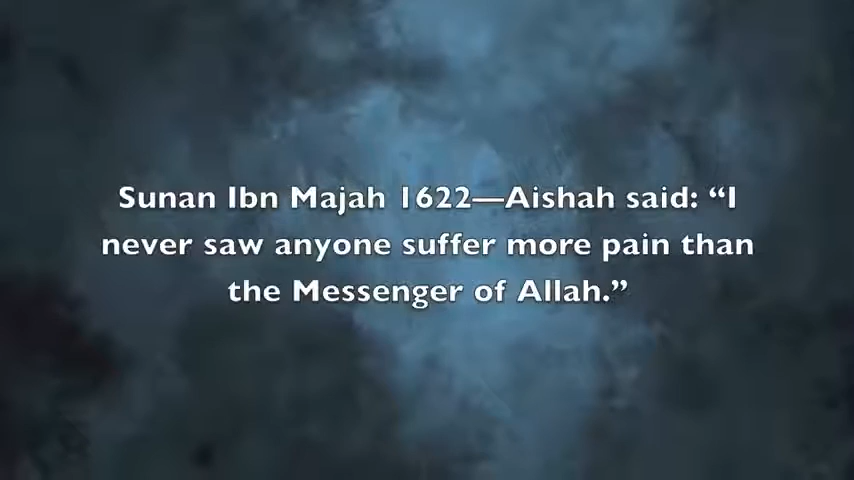 Sunan Ibn Majah 1622—Aishah said: “I
never saw anyone suffer more pain than
the Messenger of Allah.”